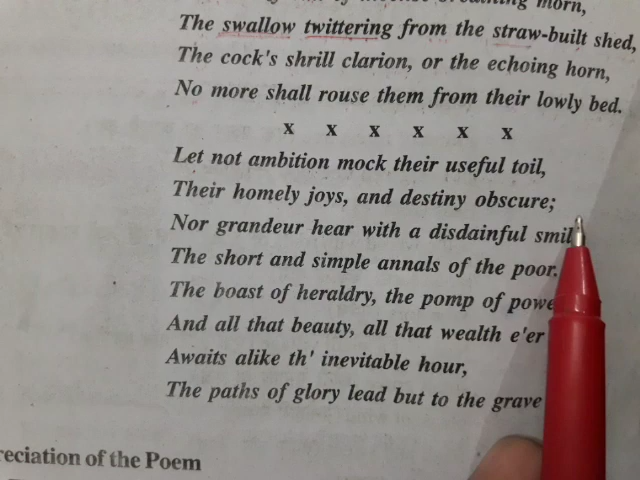 morn,
The swallow twittering from the straw-built shed,
The cock's shrill clarion, or the echoing horn,
No more shall rouse them from their lowly bed.
x x x x x x
Let not ambition mock their useful toil,
Their homely joys, and destiny obscure;
Nor grandeur hear with a disdainful smil
The short and simple annals of the poor.
The boast of heraldry, the pomp of powe
And all that beauty, all that wealth e'er
Awaits alike th' inevitable hour,
The paths of glory lead but to the grave
reciation of the Poem